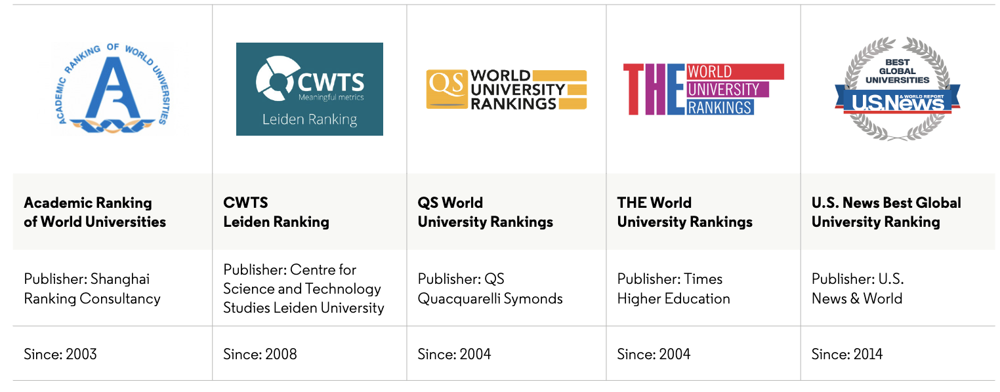 ACADEMIC RANKING OF WORLD UNIVERSITIES
A
CWTS
Meaningful metrics
Leiden Ranking
QS
WORLD
UNIVERSITY
RANKINGS
THE
WORLD
UNIVERSITY
RANKINGS
BEST
GLOBAL
UNIVERSITIES
U.S.News
& WORLD REPORT
Academic Ranking
of World Universities
CWTS
Leiden Ranking
QS World
University Rankings
THE World
University Rankings
U.S. News Best Global
University Ranking
Publisher: Shanghai
Ranking Consultancy
Publisher: Centre for
Science and Technology
Studies Leiden University
Publisher: QS
Quacquarelli Symonds
Publisher: Times
Higher Education
Publisher: U.S.
News & World
Since: 2003
Since: 2008
Since: 2004
Since: 2004
Since: 2014